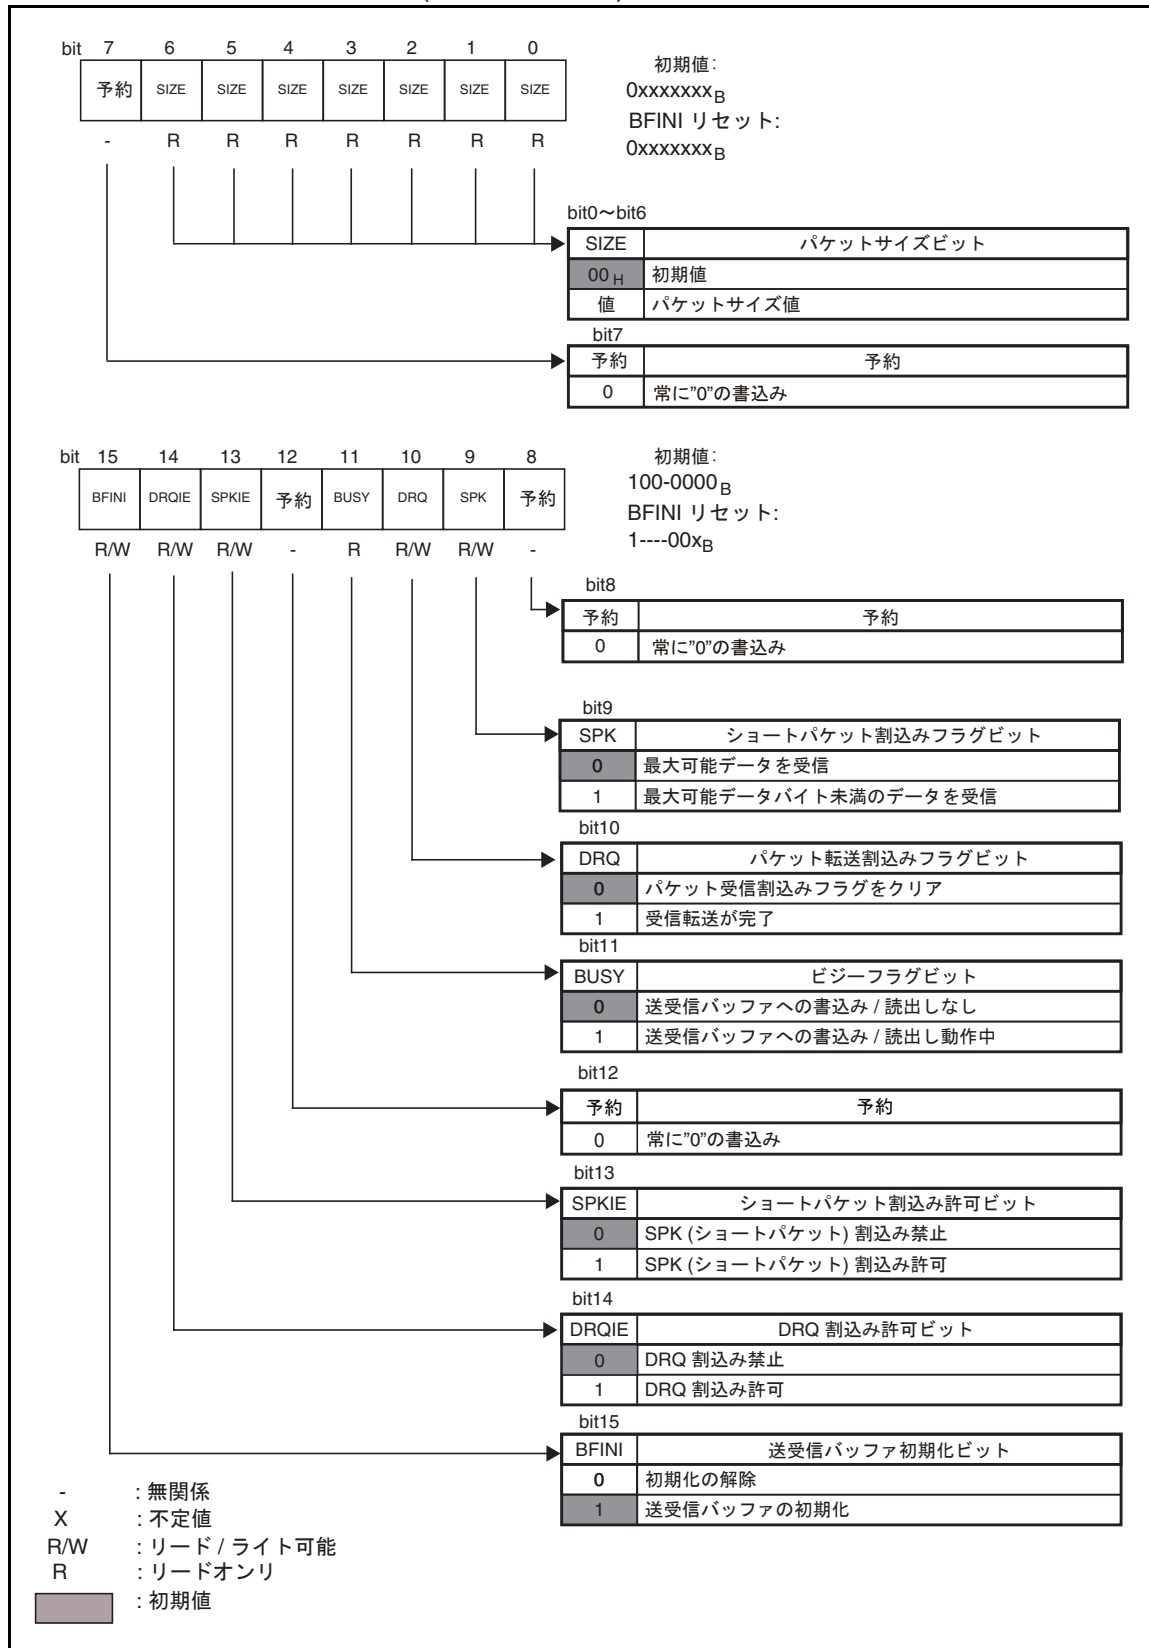 bit 7 6 5 4 3 2 1 0
予約 SIZE SIZE SIZE SIZE SIZE SIZE SIZE
- R R R R R R R
初期値:
0xxxxxxxB
BFINI リセット:
0xxxxxxxB
bit0～bit6
SIZE パケットサイズビット
00 H 初期値
値 パケットサイズ値
bit7
予約 予約
0 常に”0”の書込み
bit 15 14 13 12 11 10 9 8
BFINI DRQIE SPKIE 予約 BUSY DRQ SPK 予約
R/W R/W R/W - R R/W R/W -
初期値:
100-0000B
BFINI リセット:
1----00xB
bit8
予約 予約
0 常に”0”の書込み
bit9
SPK ショートパケット割込みフラグビット
0 最大可能データを受信
1 最大可能データバイト未満のデータを受信
bit10
DRQ パケット転送割込みフラグビット
0 パケット受信割込みフラグをクリア
1 受信転送が完了
bit11
BUSY ビジーフラグビット
0 送受信バッファへの書込み / 読出しなし
1 送受信バッファへの書込み / 読出し動作中
bit12
予約 予約
0 常に”0”の書込み
bit13
SPKIE ショートパケット割込み許可ビット
0 SPK (ショートパケット) 割込み禁止
1 SPK (ショートパケット) 割込み許可
bit14
DRQIE DRQ 割込み許可ビット
0 DRQ 割込み禁止
1 DRQ 割込み許可
bit15
BFINI 送受信バッファ初期化ビット
0 初期化の解除
1 送受信バッファの初期化
- : 無関係
X : 不定値
R/W : リード / ライト可能
R : リードオンリ
: 初期値